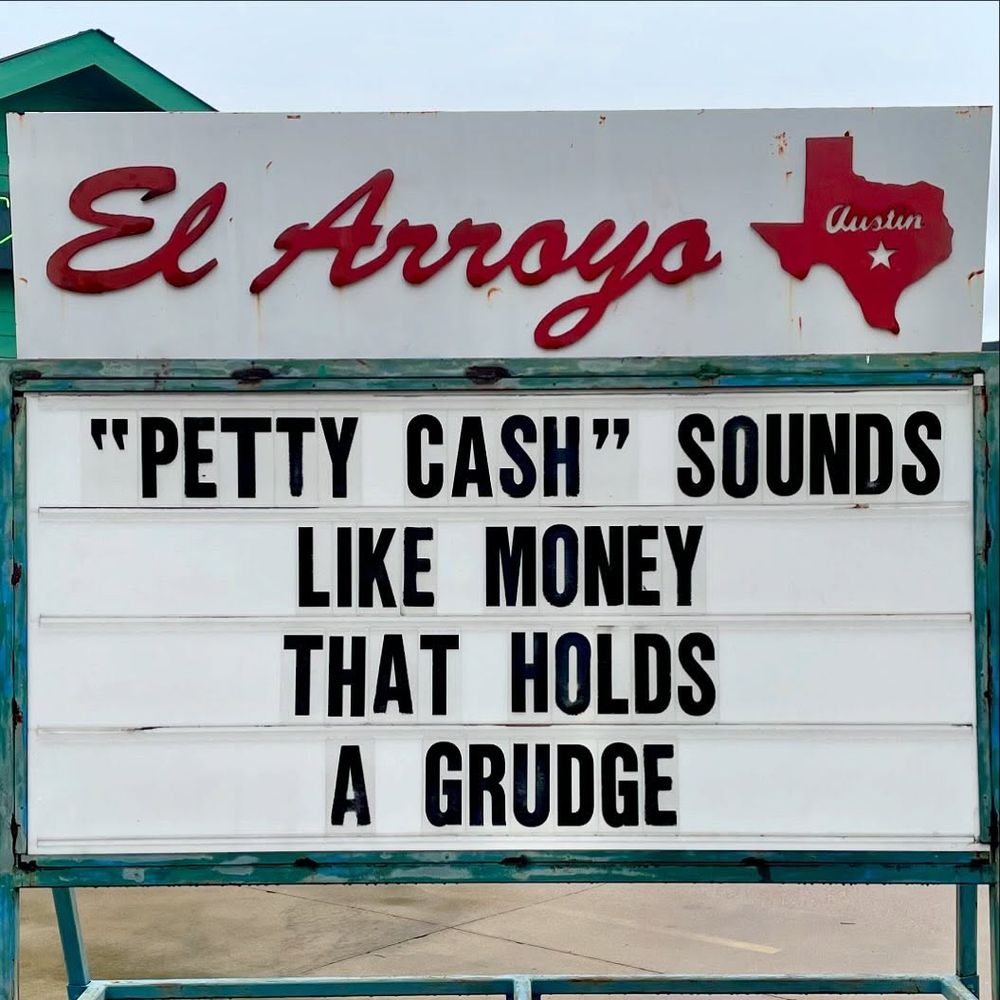 El Arroyo
Austin
“PETTY CASH” SOUNDS
LIKE MONEY
THAT HOLDS
A GRUDGE